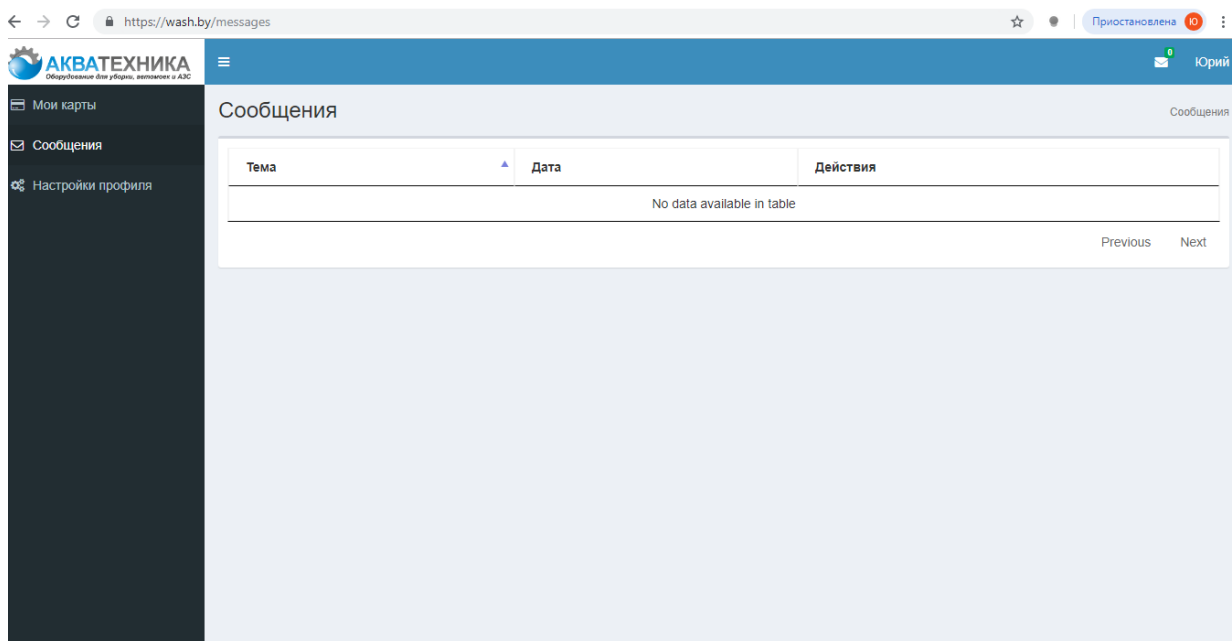 https://wash.by/messages
Приостановлена Ю
АКВАТЕХНИКА
Оборудование для уборки, автомоек и АЗС
0
Юрий
Мои карты
Сообщения
Настройки профиля
Сообщения
Сообщения
Тема Дата Действия
No data available in table
Previous Next